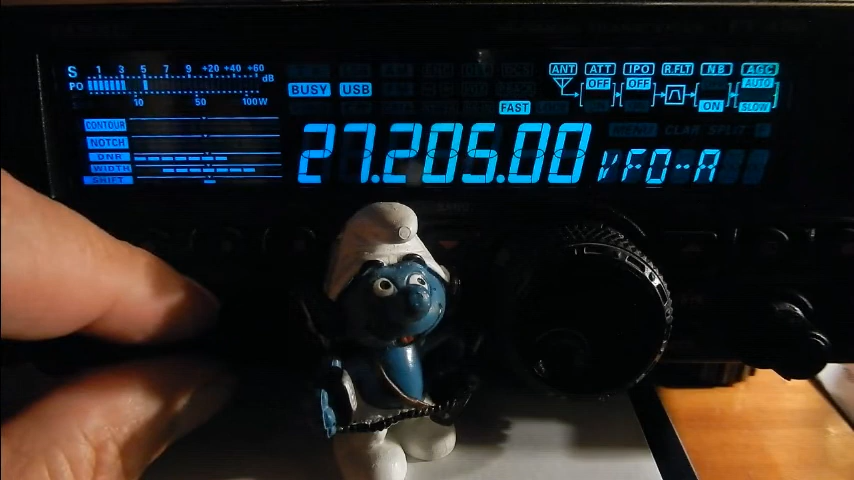 S 1 3 5 7 9 +20 +40 +60 dB
PO 10 50 100W
BUSY USB
ANT ATT IPO R.FLT NB AGC
OFF OFF AUTO
ON SLOW
FAST
CONTOUR
NOTCH
DNR
WIDTH
SHIFT
MENU CLAR SPLIT
27.205.00 VFO-A